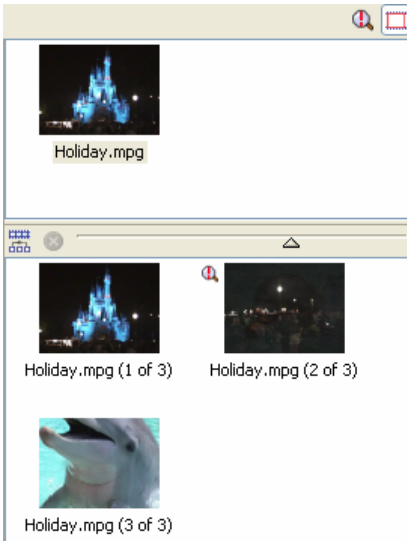 Holiday.mpg
Holiday.mpg (1 of 3)
Holiday.mpg (2 of 3)
Holiday.mpg (3 of 3)